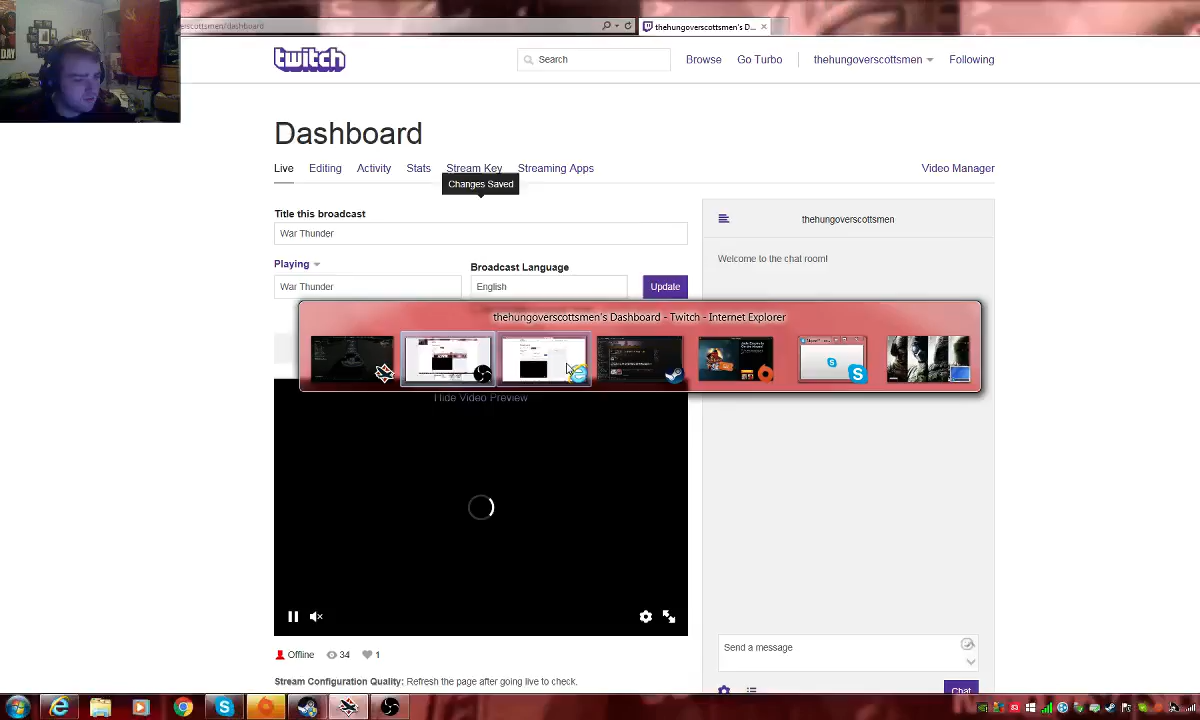 elscottsmen/dashboard
thehungoverscottsmen's D...
twitch
Search
Browse
Go Turbo
thehungoverscottsmen
Following
Dashboard
Live
Editing
Activity
Stats
Stream Key
Streaming Apps
Video Manager
Changes Saved
Title this broadcast
War Thunder
Playing
War Thunder
Broadcast Language
English
Update
thehungoverscottsmen
Welcome to the chat room!
thehungoverscottsmen's Dashboard - Twitch - Internet Explorer
Hide Video Preview
Offline
34
1
Stream Configuration Quality: Refresh the page after going live to check.
Send a message
Chat